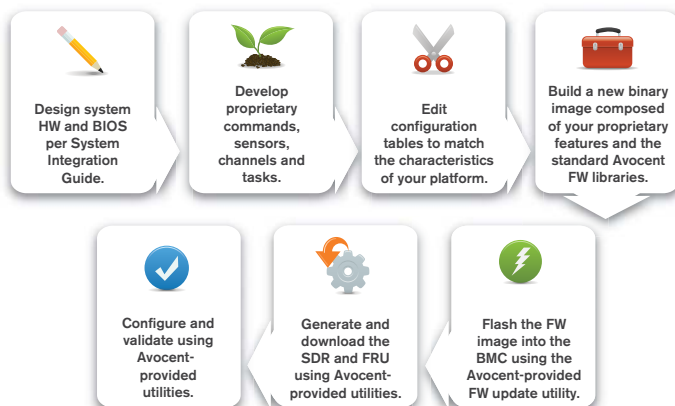 Design system
HW and BIOS
per System
Integration
Guide.
Develop
proprietary
commands,
sensors,
channels and
tasks.
Edit
configuration
tables to match
the characteristics
of your platform.
Build a new binary
image composed
of your proprietary
features and the
standard Avocent
FW libraries.
Flash the FW
image into the
BMC using the
Avocent-provided
FW update utility.
Generate and
download the
SDR and FRU
using Avocent-
provided utilities.
Configure and
validate using
Avocent-
provided
utilities.